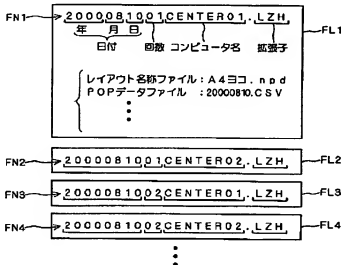 FN1 2000081001CENTER01.LZH FL1
年 月 日
日付 回数 コンピュータ名 拡張子
レイアウト名称ファイル：A4ヨコ.npd
POPデータファイル ：20000810.CSV
FN2 2000081001CENTER02.LZH FL2
FN3 2000081002CENTER01.LZH FL3
FN4 2000081002CENTER02.LZH FL4